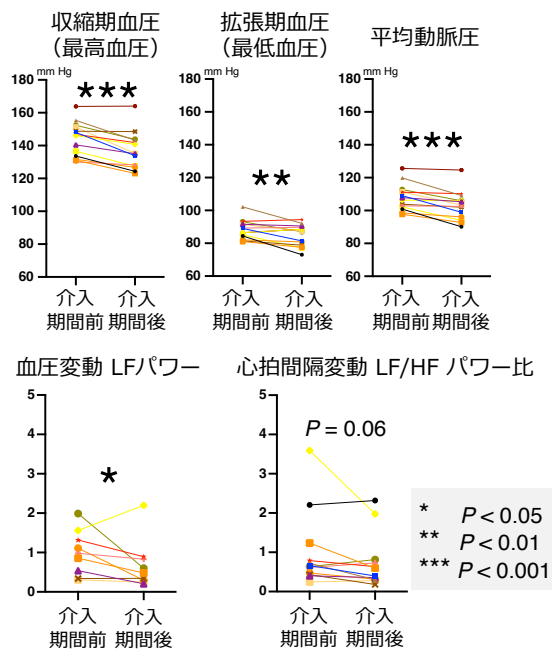 収縮期血圧
（最高血圧）
mm Hg
180
160
140
120
100
80
60
***
介入
期間前
介入
期間後
拡張期血圧
（最低血圧）
mm Hg
180
160
140
120
100
80
60
**
介入
期間前
介入
期間後
平均動脈圧
mm Hg
180
160
140
120
100
80
60
***
介入
期間前
介入
期間後
血圧変動 LFパワー
5
4
3
2
1
0
*
介入
期間前
介入
期間後
心拍間隔変動 LF/HF パワー比
5
4
3
2
1
0
P = 0.06
介入
期間前
介入
期間後
* P < 0.05
** P < 0.01
*** P < 0.001